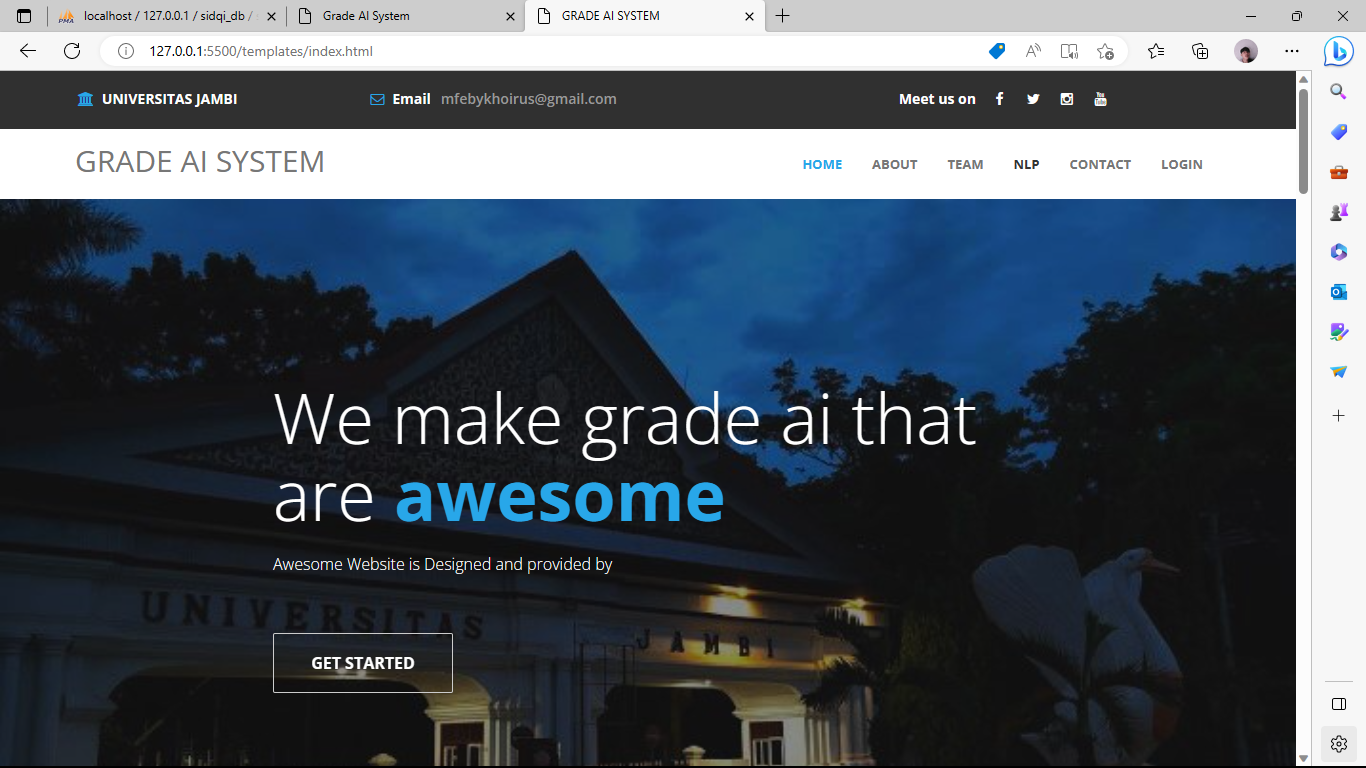 localhost / 127.0.0.1 / sidqi_db /
Grade AI System
GRADE AI SYSTEM
127.0.0.1:5500/templates/index.html
UNIVERSITAS JAMBI
Email mfebykhoirus@gmail.com
Meet us on
GRADE AI SYSTEM
HOME ABOUT TEAM NLP CONTACT LOGIN
We make grade ai that
are awesome
Awesome Website is Designed and provided by
UNIVERSITAS JAMBI
GET STARTED